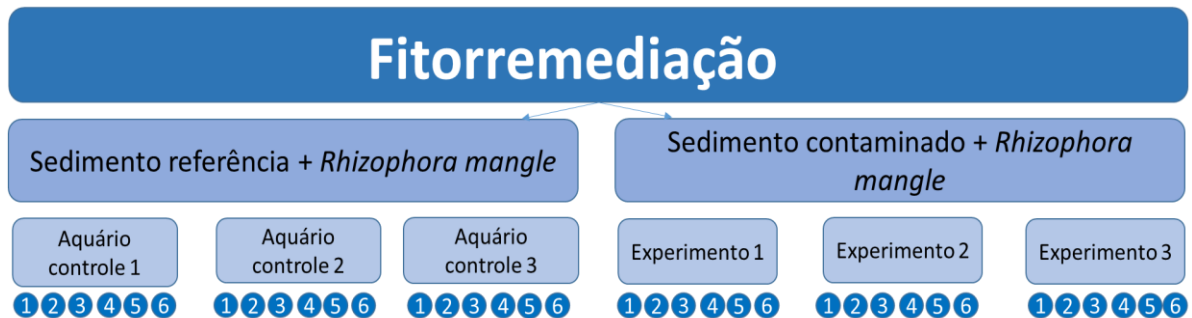 Fitorremediação
Sedimento referência + Rhizophora mangle
Sedimento contaminado + Rhizophora
mangle
Aquário
controle 1
Aquário
controle 2
Aquário
controle 3
Experimento 1
Experimento 2
Experimento 3
1 2 3 4 5 6
1 2 3 4 5 6
1 2 3 4 5 6
1 2 3 4 5 6
1 2 3 4 5 6
1 2 3 4 5 6